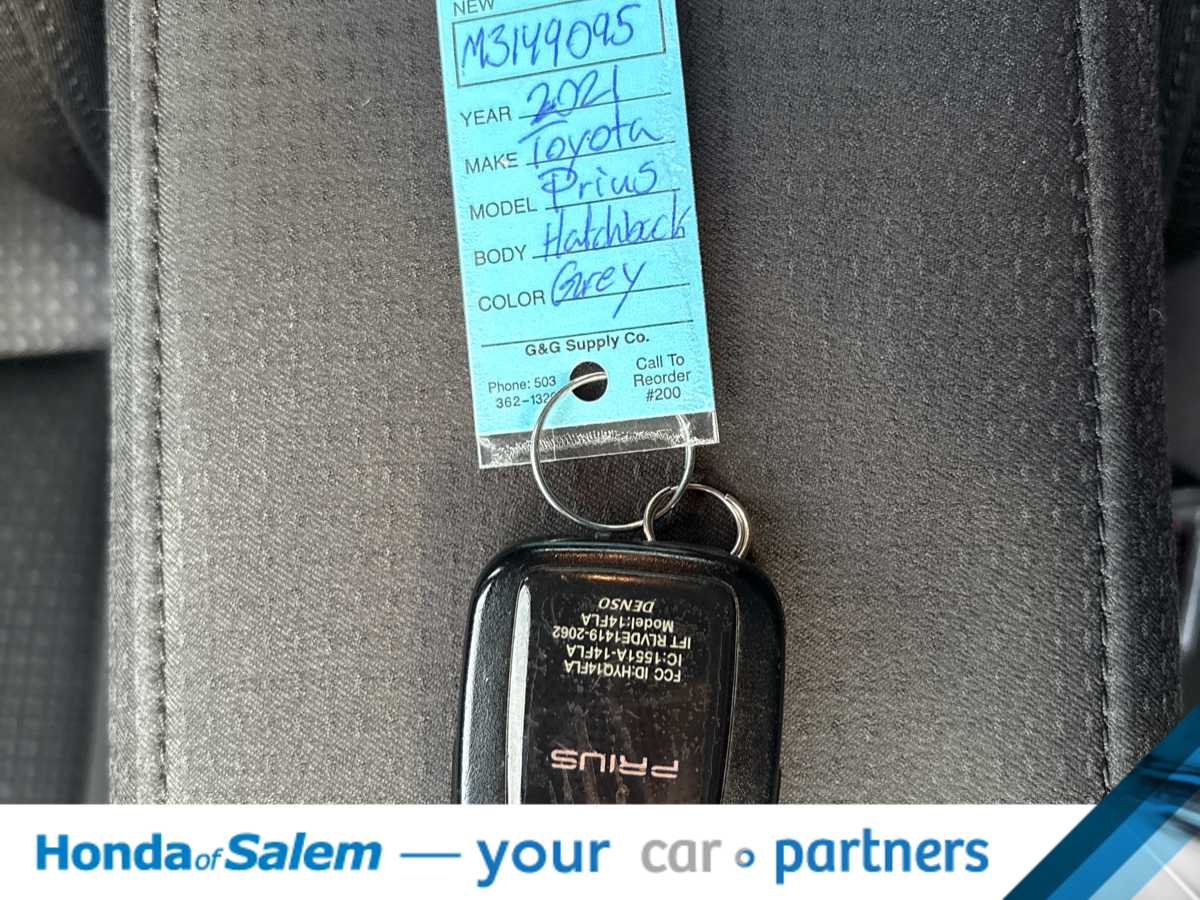 NEW
M3149095
YEAR 2021
MAKE Toyota
MODEL Prius
BODY Hatchback
COLOR Grey
G&G Supply Co.
Phone: 503
362-132
Call To
Reorder
#200
DENSO
Model:14FLA
IFT RLVDE1419-2062
IC:1551A-14FLA
FCC ID:HYQ14FLA
PRIUS
Honda of Salem — your car partners